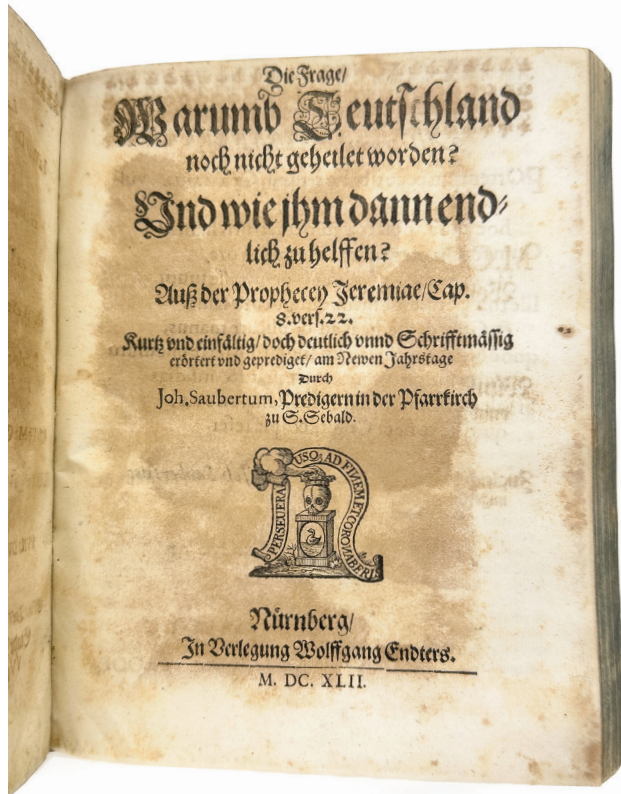 Die Frage/
Warumb Teutschland
noch nicht geheilet worden?
Vnd wie jhm dann end-
lich zu helffen?
Auß der Prophecey Jeremiae/Cap.
8. vers. 22.
Kurtz vnd einfältig/ doch deutlich vnnd Schrifftmässig
erörtert vnd geprediget/ am Newen Jahrstage
Durch
Joh. Saubertum, Predigern in der Pfarrkirch
zu S. Sebald.
PERSEVERA USQ; AD FINEM ET CORONABERIS
Nürnberg/
In Verlegung Wolffgang Endters.
M. DC. XLII.